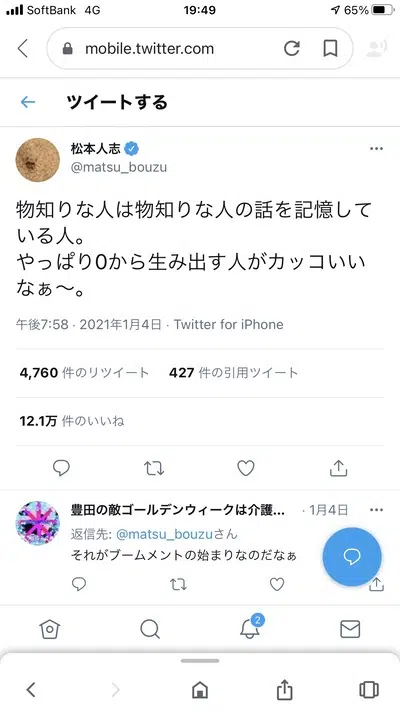 SoftBank 4G 19:49 65%
mobile.twitter.com
ツイートする
松本人志
@matsu_bouzu
物知りな人は物知りな人の話を記憶して
いる人。
やっぱり0から生み出す人がカッコいい
なぁ〜。
午後7:58 · 2021年1月4日 · Twitter for iPhone
4,760 件のリツイート 427 件の引用ツイート
12.1万 件のいいね
豊田の敵ゴールデンウィークは介護... · 1月4日
返信先: @matsu_bouzuさん
それがブームメントの始まりなのだなぁ
2